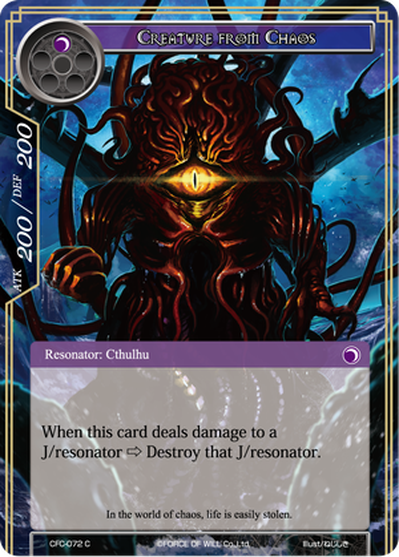 Creature from Chaos
ATK 200 / DEF 200
Resonator: Cthulhu
When this card deals damage to a
J/resonator ⇨ Destroy that J/resonator.
In the world of chaos, life is easily stolen.
CFC-072 C ©FORCE OF WILL Co.,Ltd. Illust/